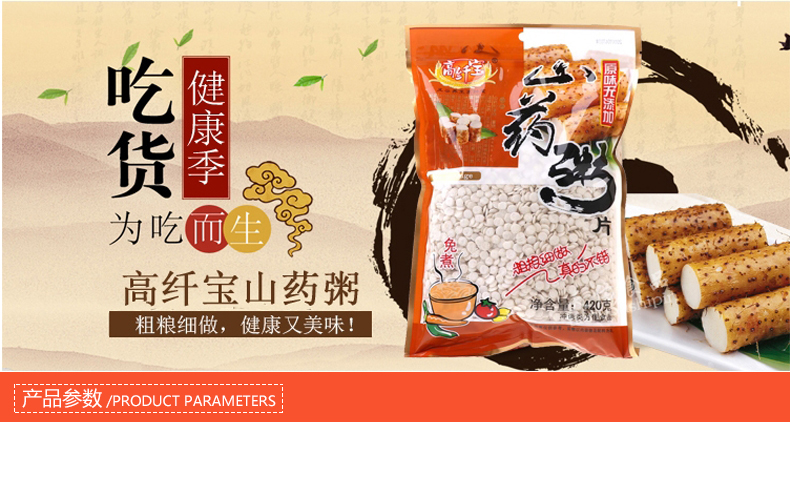 吃货
健康季
为吃而生
高纤宝山药粥
粗粮细做，健康又美味！
高纤宝
山药粥
片
原味无添加
免煮
粗粮细做
真的不错
净含量：420克
产品参数 /PRODUCT PARAMETERS